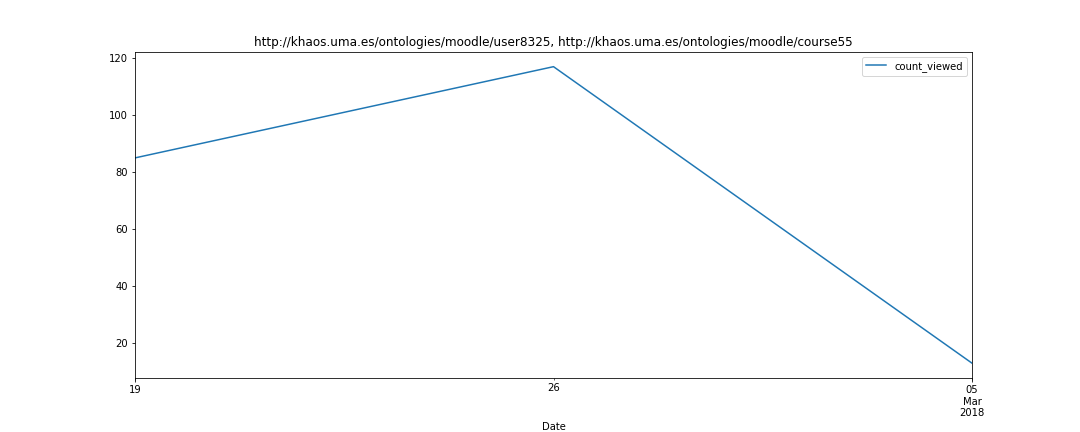 http://khaos.uma.es/ontologies/moodle/user8325, http://khaos.uma.es/ontologies/moodle/course55
count_viewed
120
100
80
60
40
20
19
26
05
Mar
2018
Date